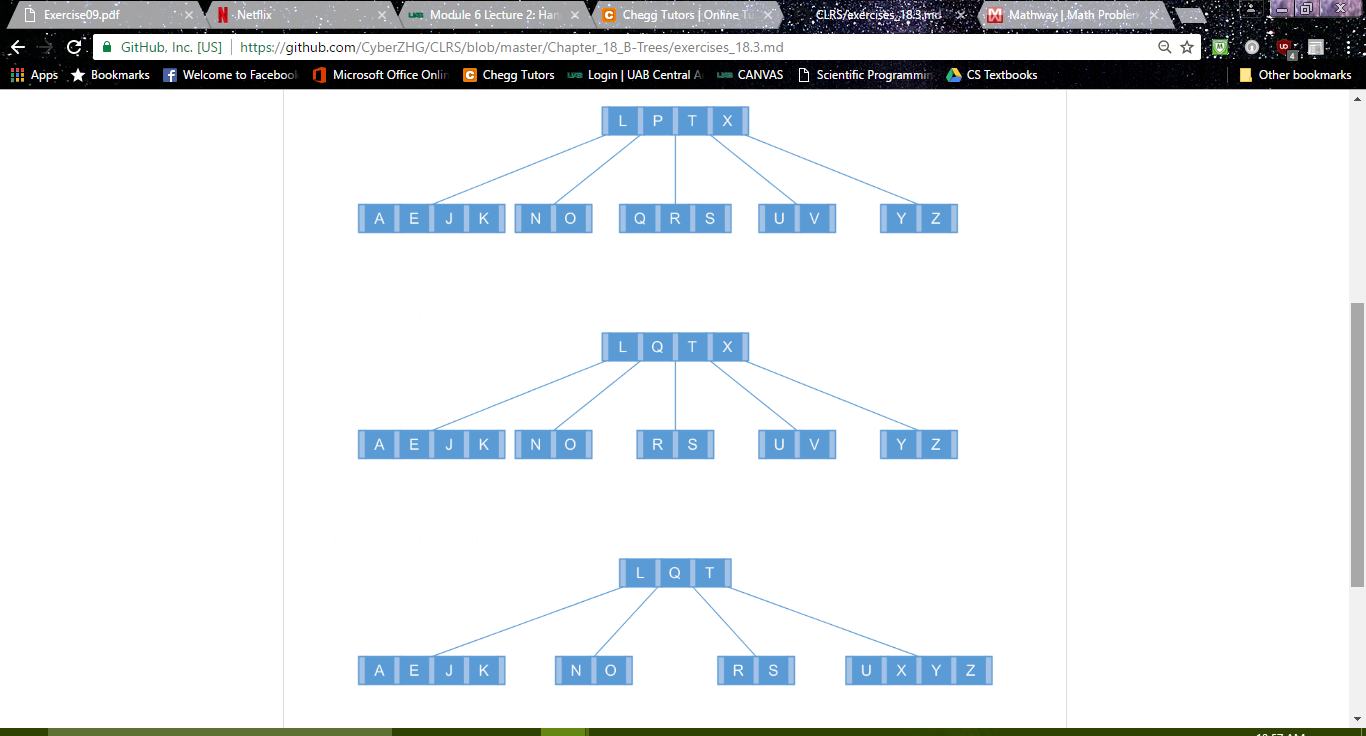 Exercise09.pdf Netflix Module 6 Lecture 2: Han Chegg Tutors | Online Tu CLRS/exercises_18.3.md Mathway | Math Problem
GitHub, Inc. [US] https://github.com/CyberZHG/CLRS/blob/master/Chapter_18_B-Trees/exercises_18.3.md
Apps Bookmarks Welcome to Facebook Microsoft Office Onlin Chegg Tutors Login | UAB Central A CANVAS Scientific Programmin CS Textbooks Other bookmarks
L P T X
A E J K N O Q R S U V Y Z
L Q T X
A E J K N O R S U V Y Z
L Q T
A E J K N O R S U X Y Z